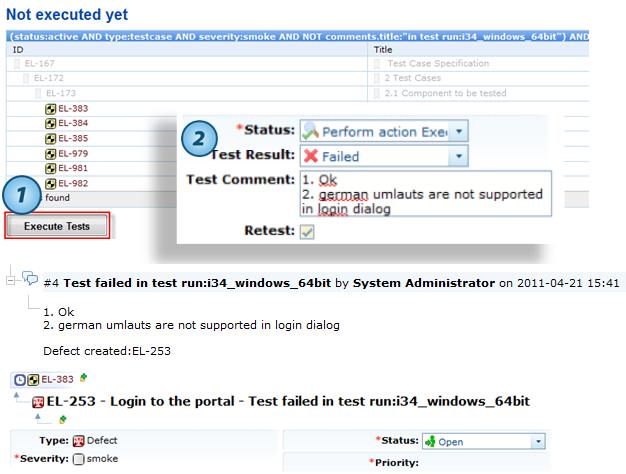 Not executed yet
(status:active AND type:testcase AND severity:smoke AND NOT comments.title:"in test run:i34_windows_64bit") AND
ID Title
EL-167 Test Case Specification
EL-172 2 Test Cases
EL-173 2.1 Component to be tested
EL-383
EL-384
EL-385
EL-979
EL-981
EL-982
found
1
Execute Tests
2
*Status: Perform action Exe
Test Result: Failed
Test Comment: 1. Ok
2. german umlauts are not supported
in login dialog
Retest:
#4 Test failed in test run:i34_windows_64bit by System Administrator on 2011-04-21 15:41
1. Ok
2. german umlauts are not supported in login dialog
Defect created:EL-253
EL-383
EL-253 - Login to the portal - Test failed in test run:i34_windows_64bit
Type: Defect *Status: Open
*Severity: smoke *Priority: